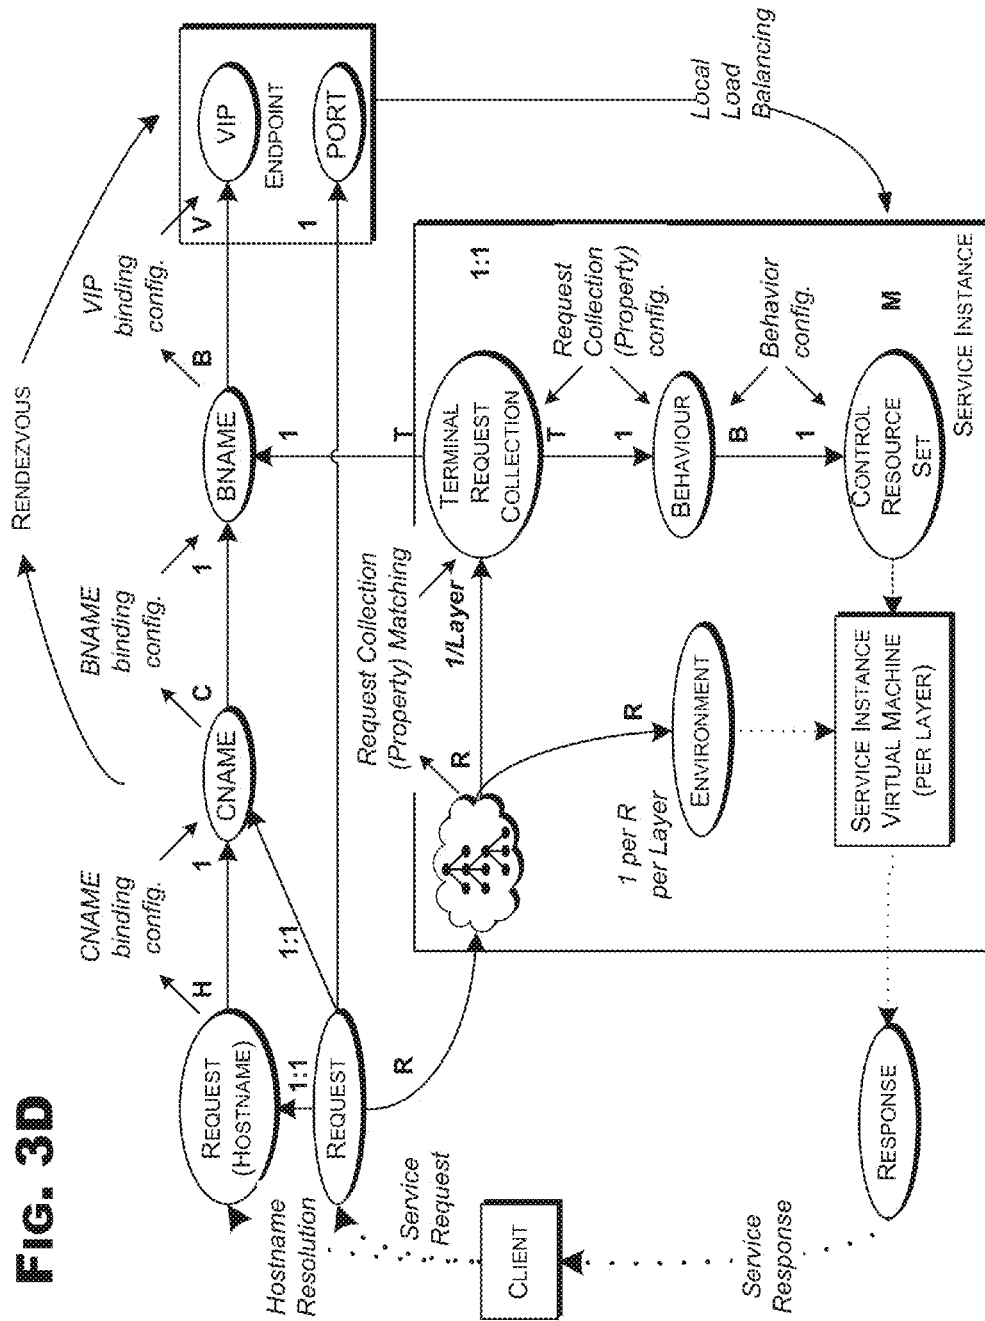 FIG. 3D
RENDEZVOUS
CNAME
binding
config.
BNAME
binding
config.
VIP
binding
config.
H
1
C
1
B
V
REQUEST
(HOSTNAME)
CNAME
BNAME
VIP
ENDPOINT
PORT
Hostname
Resolution
1:1
1:1
1
1
REQUEST
Service
Request
R
Request Collection
(Property) Matching
T
Local
Load
Balancing
R
1/Layer
TERMINAL
REQUEST
COLLECTION
1:1
CLIENT
T
Request
Collection
(Property)
config.
1
R
1 per R
per Layer
ENVIRONMENT
BEHAVIOUR
B
Behavior
config.
1
Service
Response
RESPONSE
SERVICE INSTANCE
VIRTUAL MACHINE
(PER LAYER)
CONTROL
RESOURCE
SET
M
SERVICE INSTANCE